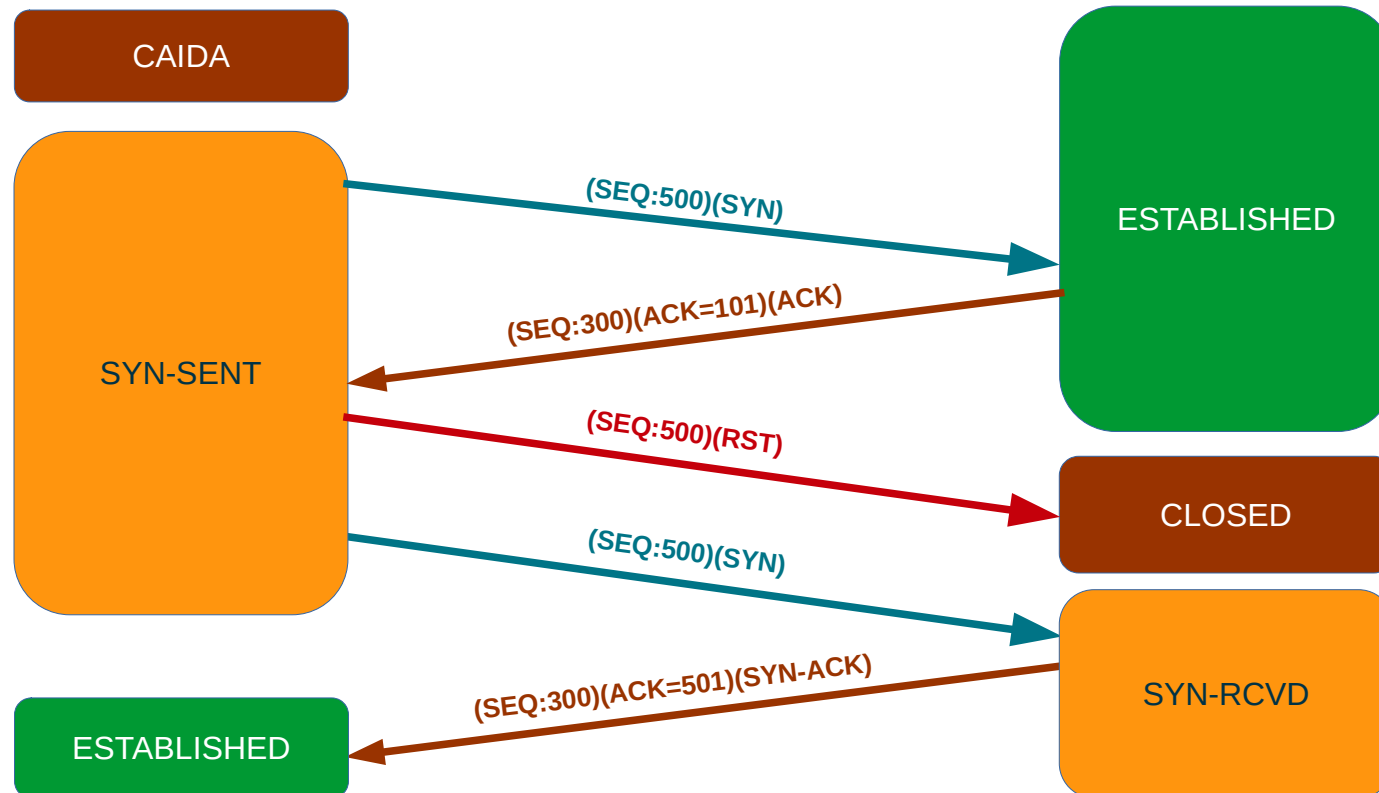 CAIDA
ESTABLISHED
(SEQ:500)(SYN)
(SEQ:300)(ACK=101)(ACK)
SYN-SENT
(SEQ:500)(RST)
CLOSED
(SEQ:500)(SYN)
(SEQ:300)(ACK=501)(SYN-ACK)
SYN-RCVD
ESTABLISHED